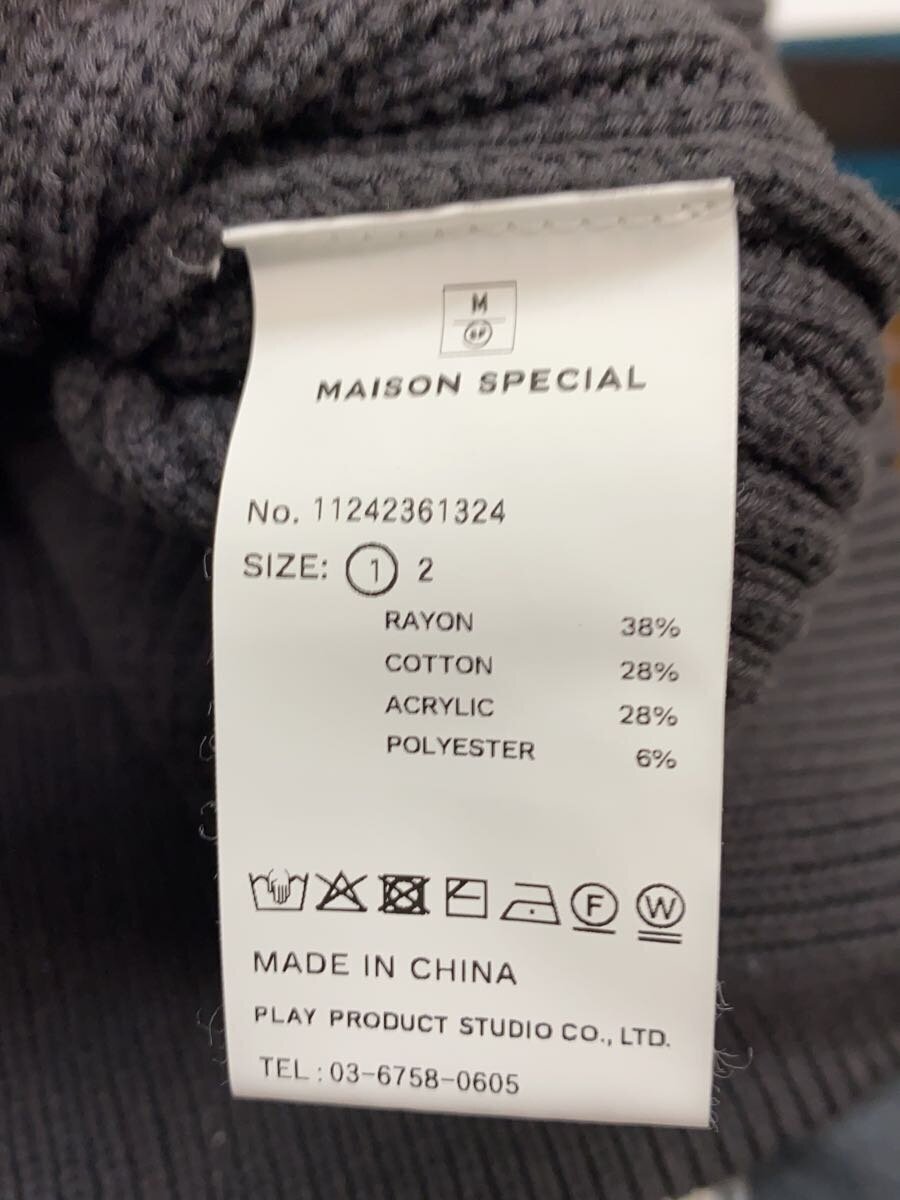 M
SP
MAISON SPECIAL
No. 11242361324
SIZE: 1 2
RAYON 38%
COTTON 28%
ACRYLIC 28%
POLYESTER 6%
F W
MADE IN CHINA
PLAY PRODUCT STUDIO CO., LTD.
TEL : 03-6758-0605